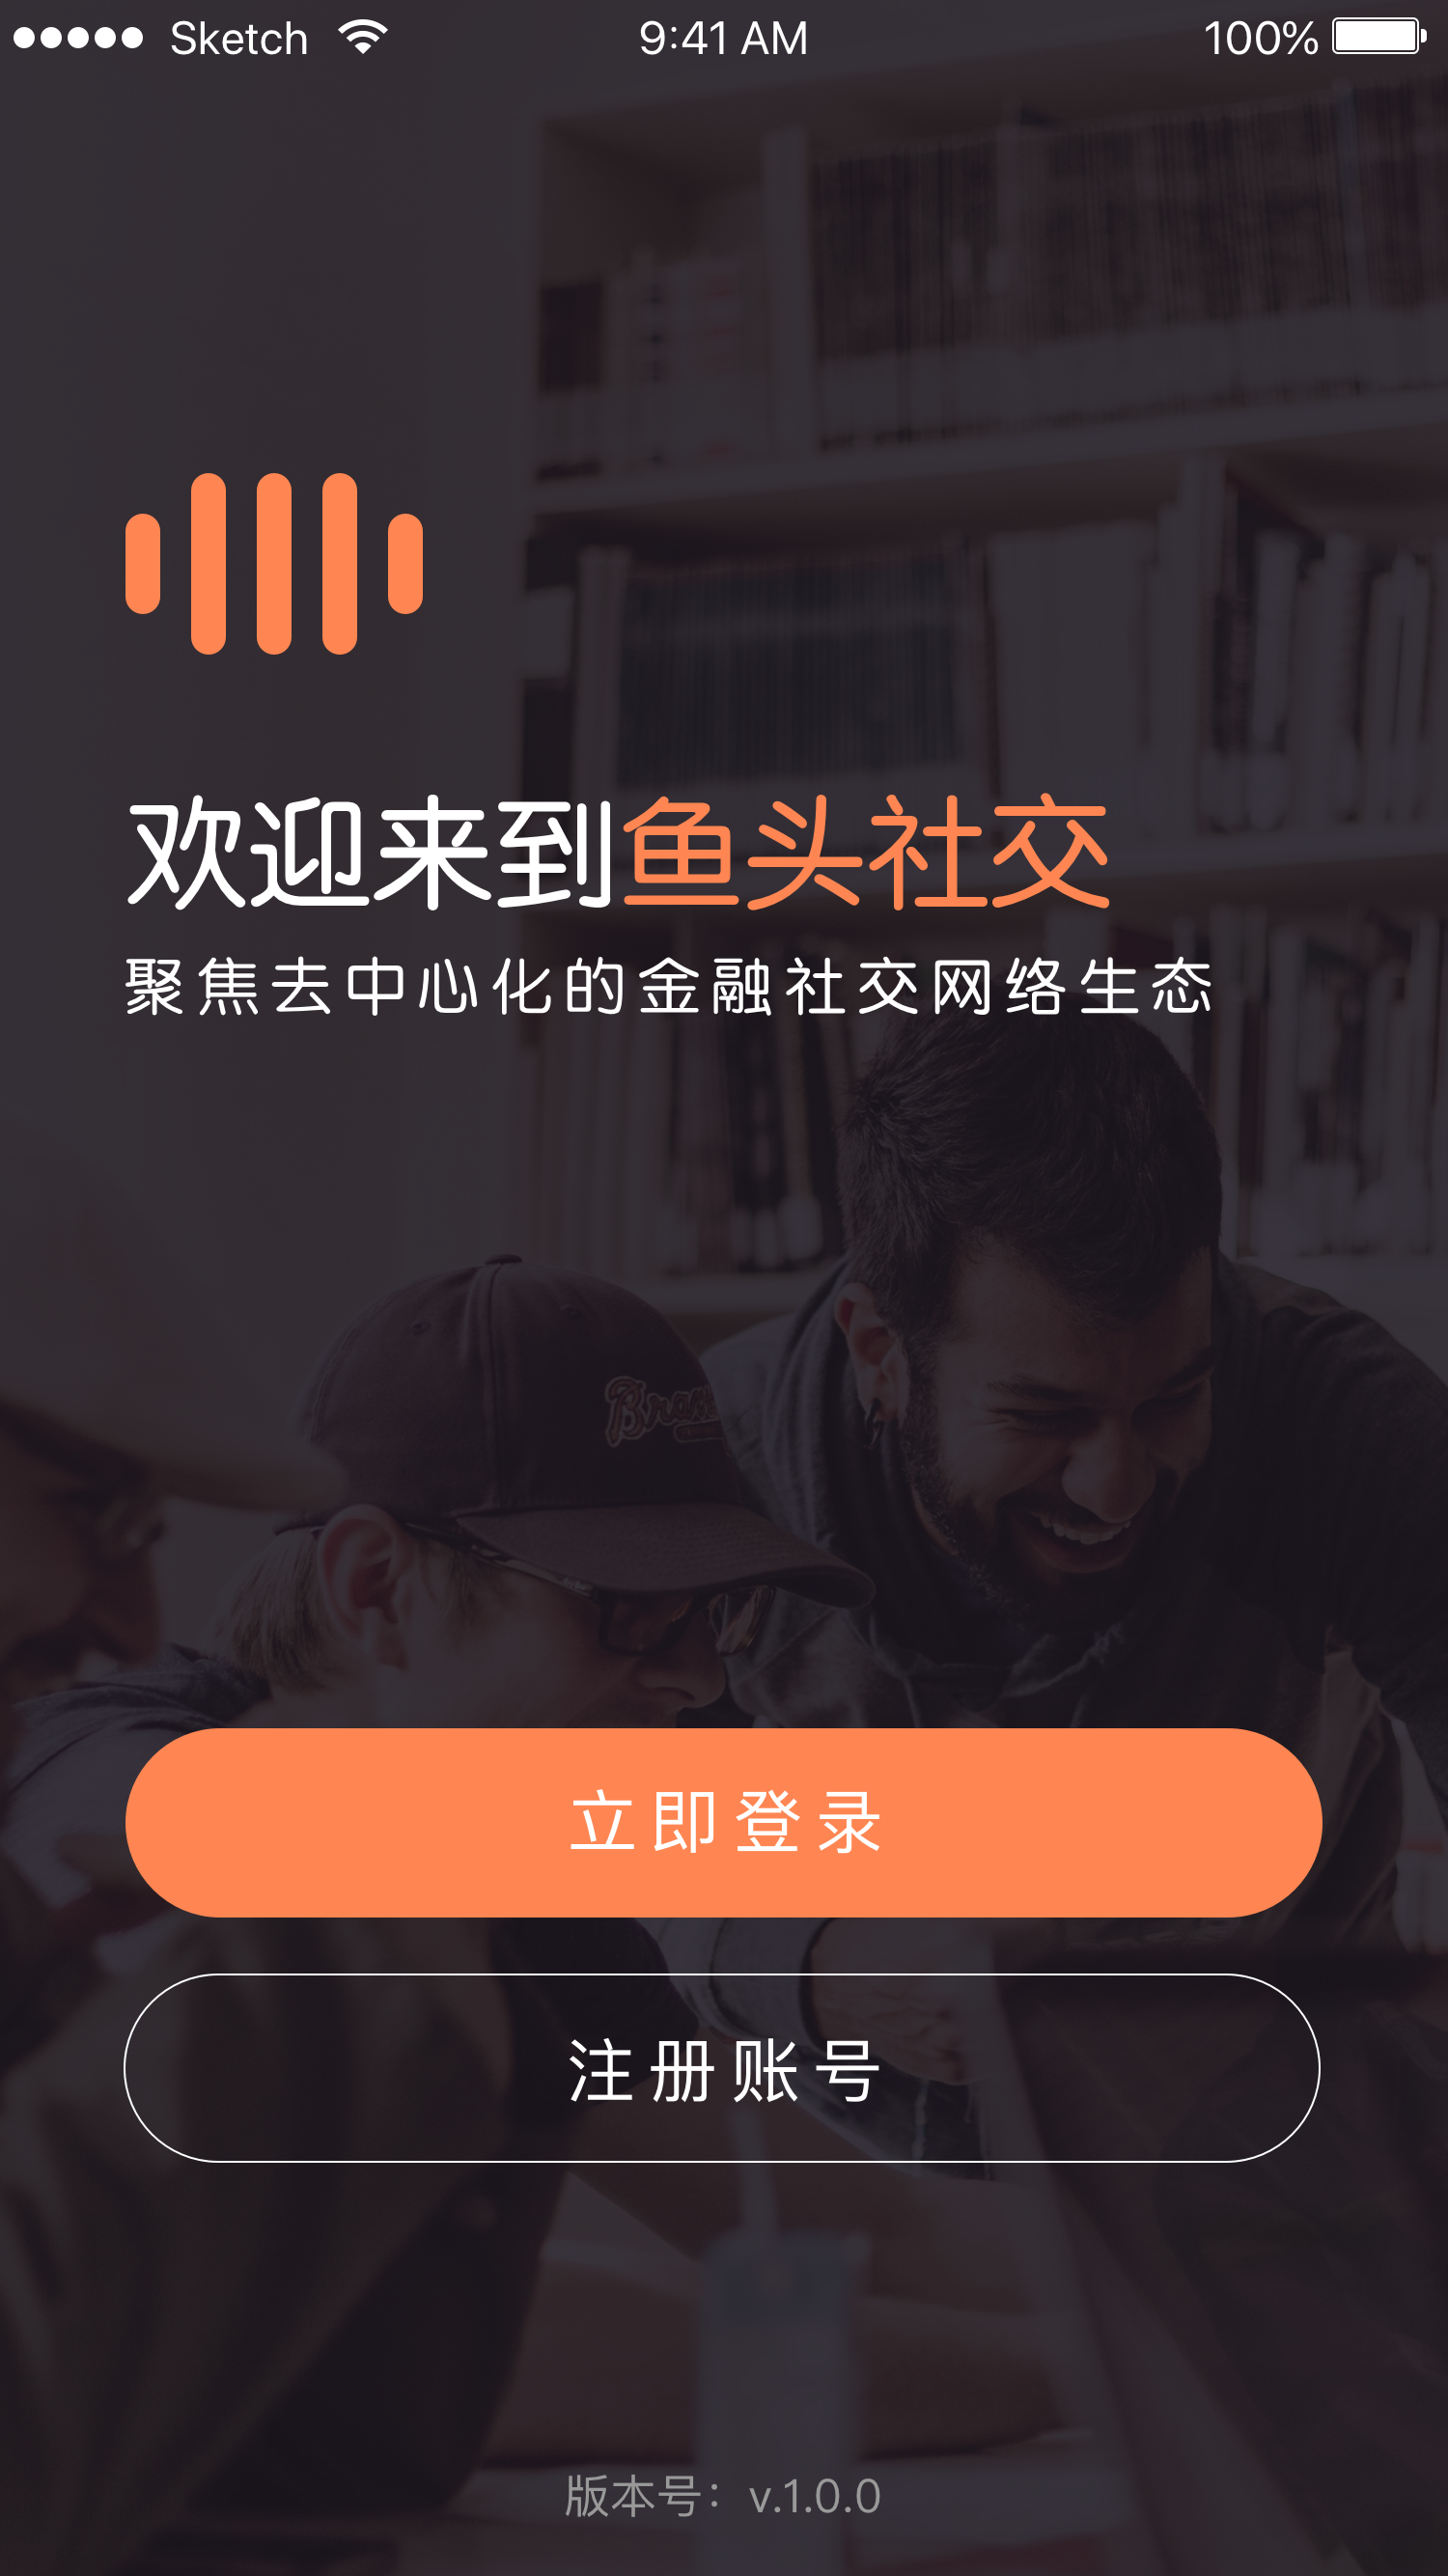 Sketch 9:41 AM 100%
欢迎来到鱼头社交
聚焦去中心化的金融社交网络生态
立即登录
注册账号
版本号：v.1.0.0